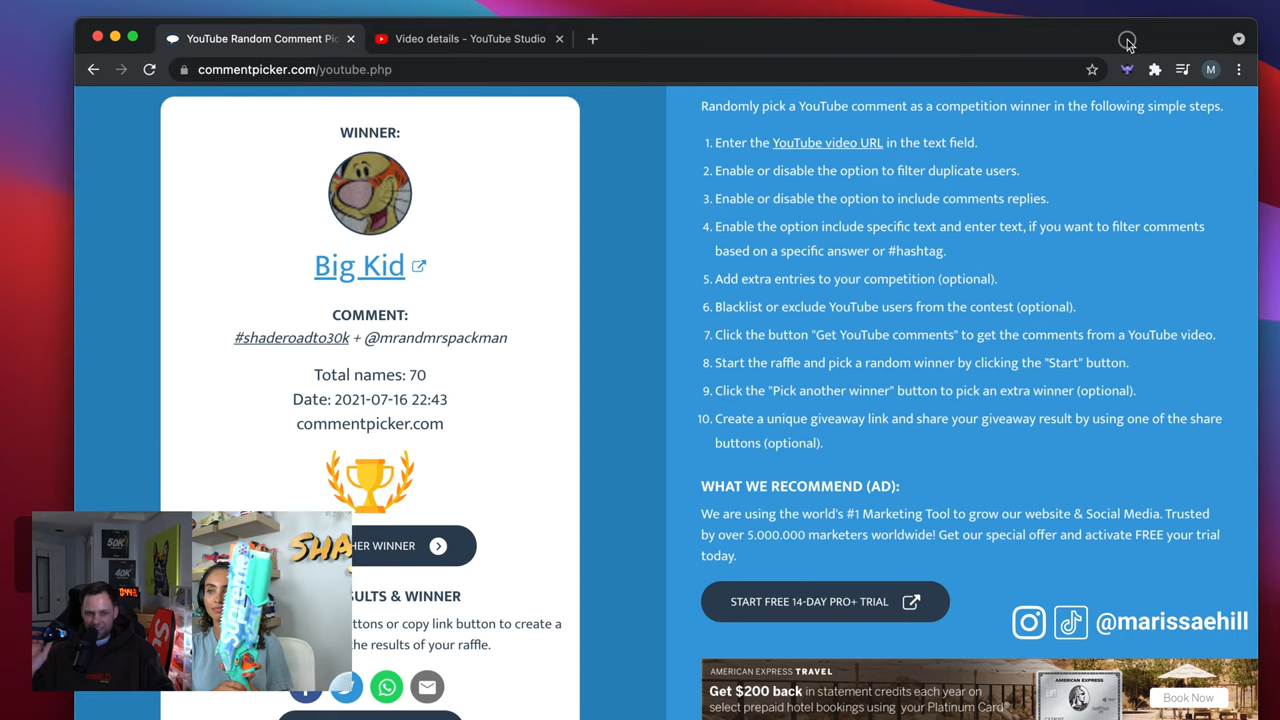 YouTube Random Comment Pic
Video details - YouTube Studio
commentpicker.com/youtube.php
M
WINNER:
Big Kid
COMMENT:
#shaderoadto30k + @mrandmrspackman
Total names: 70
Date: 2021-07-16 22:43
commentpicker.com
HER WINNER
SULTS & WINNER
ttons or copy link button to create a
the results of your raffle.
50K
40K
SHA
Supreme
Randomly pick a YouTube comment as a competition winner in the following simple steps.
1. Enter the YouTube video URL in the text field.
2. Enable or disable the option to filter duplicate users.
3. Enable or disable the option to include comments replies.
4. Enable the option include specific text and enter text, if you want to filter comments
based on a specific answer or #hashtag.
5. Add extra entries to your competition (optional).
6. Blacklist or exclude YouTube users from the contest (optional).
7. Click the button "Get YouTube comments" to get the comments from a YouTube video.
8. Start the raffle and pick a random winner by clicking the "Start" button.
9. Click the "Pick another winner" button to pick an extra winner (optional).
10. Create a unique giveaway link and share your giveaway result by using one of the share
buttons (optional).
WHAT WE RECOMMEND (AD):
We are using the world's #1 Marketing Tool to grow our website & Social Media. Trusted
by over 5.000.000 marketers worldwide! Get our special offer and activate FREE your trial
today.
START FREE 14-DAY PRO+ TRIAL
@marissaehill
AMERICAN EXPRESS TRAVEL
Get $200 back in statement credits each year on
select prepaid hotel bookings using your Platinum Card®.
AMERICAN EXPRESS
Book Now